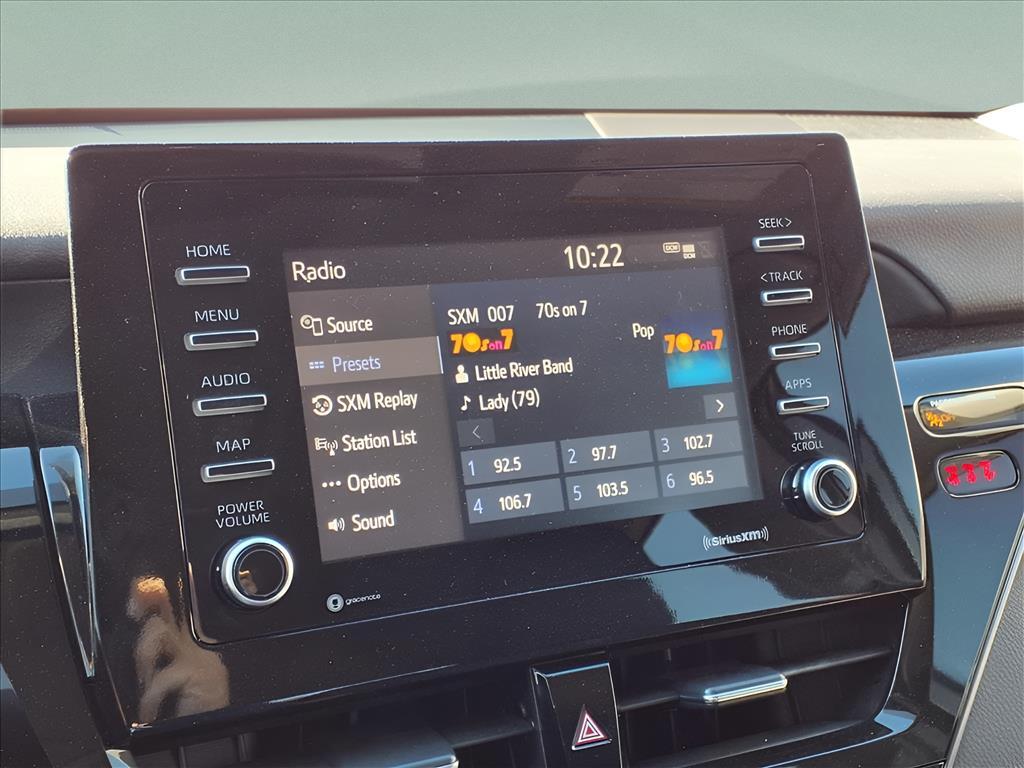 HOME
MENU
AUDIO
MAP
POWER
VOLUME
Radio
10:22
DCM
DCM
Source
Presets
SXM Replay
Station List
Options
Sound
SXM 007 70s on 7
70s on 7
Pop
70s on 7
Little River Band
Lady (79)
1 92.5
2 97.7
3 102.7
4 106.7
5 103.5
6 96.5
SEEK >
< TRACK
PHONE
APPS
TUNE
SCROLL
gracenote
((SiriusXM))
OFF